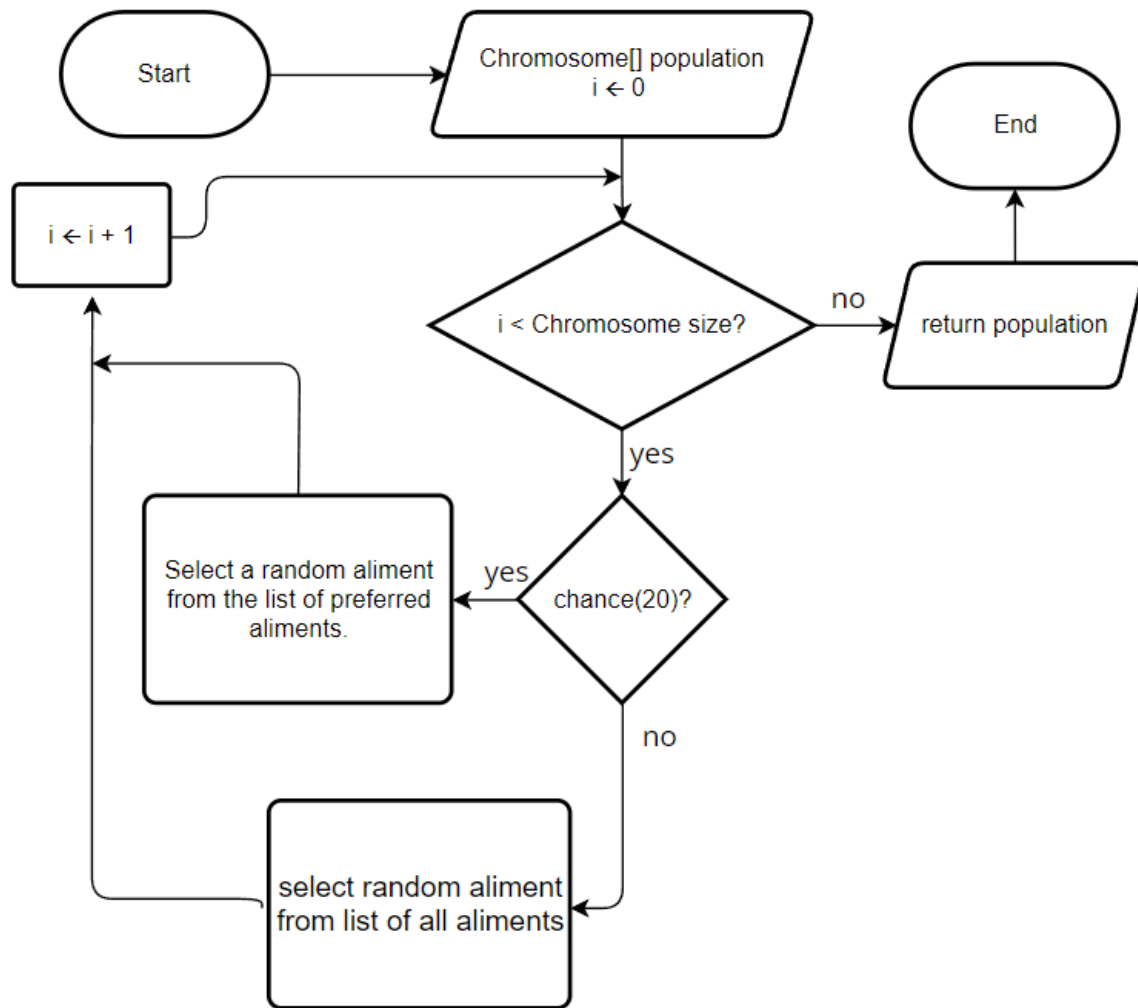 Start
Chromosome[] population
i ← 0
End
i ← i + 1
i < Chromosome size?
no
return population
yes
Select a random aliment
from the list of preferred
aliments.
yes
chance(20)?
no
select random aliment
from list of all aliments